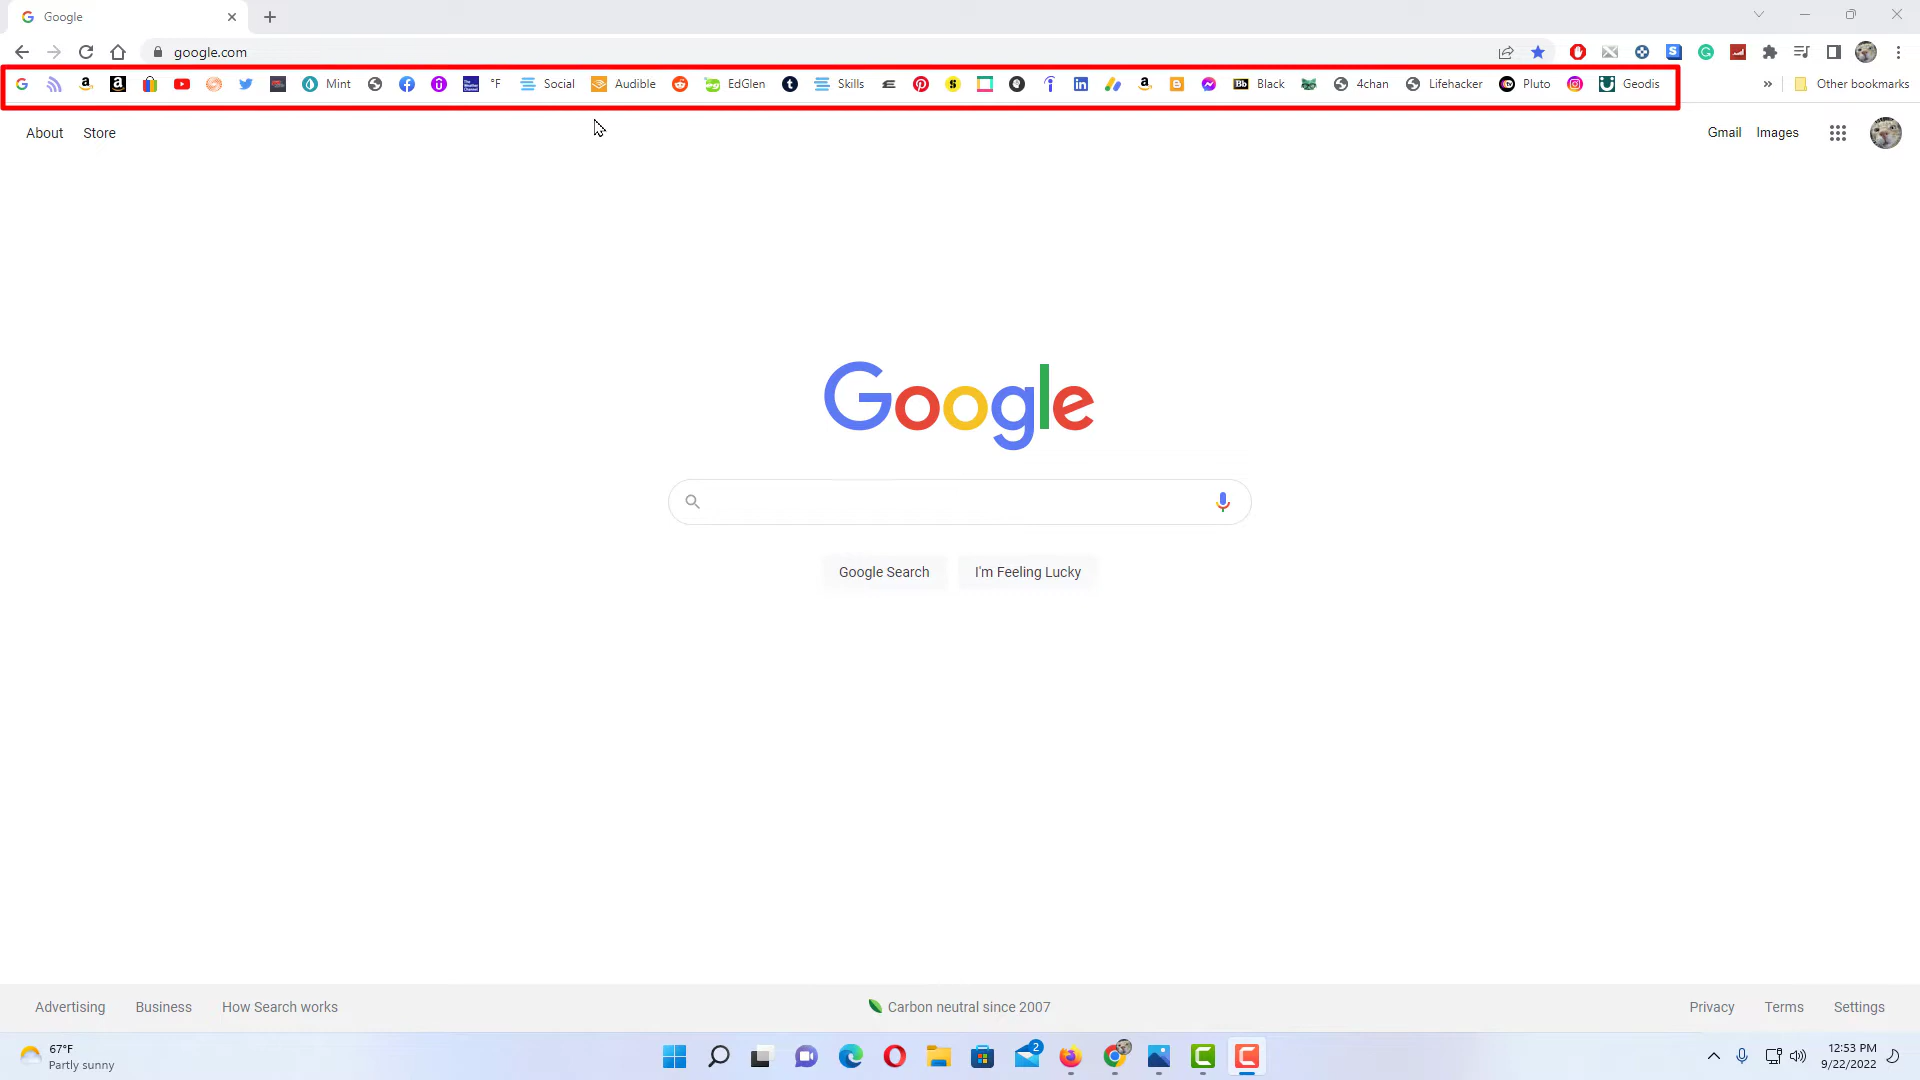 Google
google.com
Mint °F Social Audible EdGlen Skills Black 4chan Lifehacker Pluto Geodis » Other bookmarks
About Store
Gmail Images
Google
Google Search I'm Feeling Lucky
Advertising Business How Search works
Carbon neutral since 2007
Privacy Terms Settings
67°F
Partly sunny
2
12:53 PM
9/22/2022